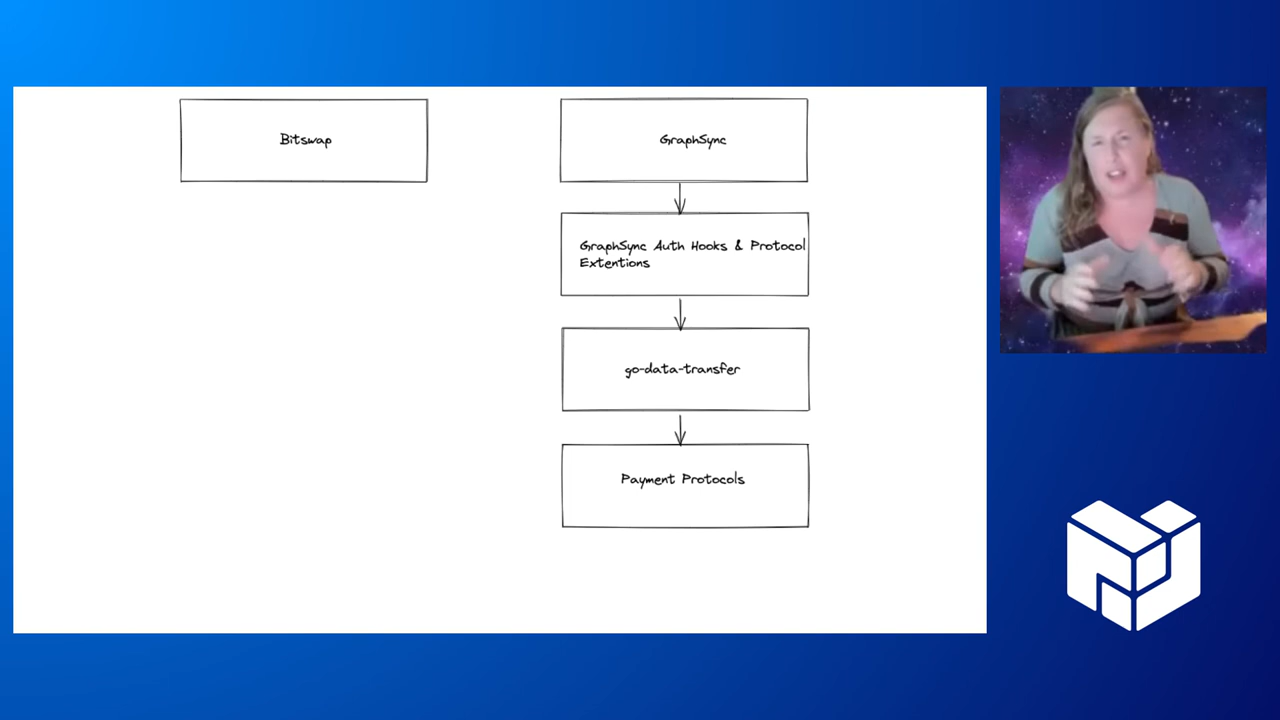 Bitswap
GraphSync
GraphSync Auth Hooks & Protocol
Extentions
go-data-transfer
Payment Protocols